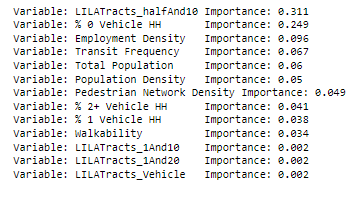 Variable: LILATracts_halfAnd10 Importance: 0.311
Variable: % 0 Vehicle HH Importance: 0.249
Variable: Employment Density Importance: 0.096
Variable: Transit Frequency Importance: 0.067
Variable: Total Population Importance: 0.06
Variable: Population Density Importance: 0.05
Variable: Pedestrian Network Density Importance: 0.049
Variable: % 2+ Vehicle HH Importance: 0.041
Variable: % 1 Vehicle HH Importance: 0.038
Variable: Walkability Importance: 0.034
Variable: LILATracts_1And10 Importance: 0.002
Variable: LILATracts_1And20 Importance: 0.002
Variable: LILATracts_Vehicle Importance: 0.002